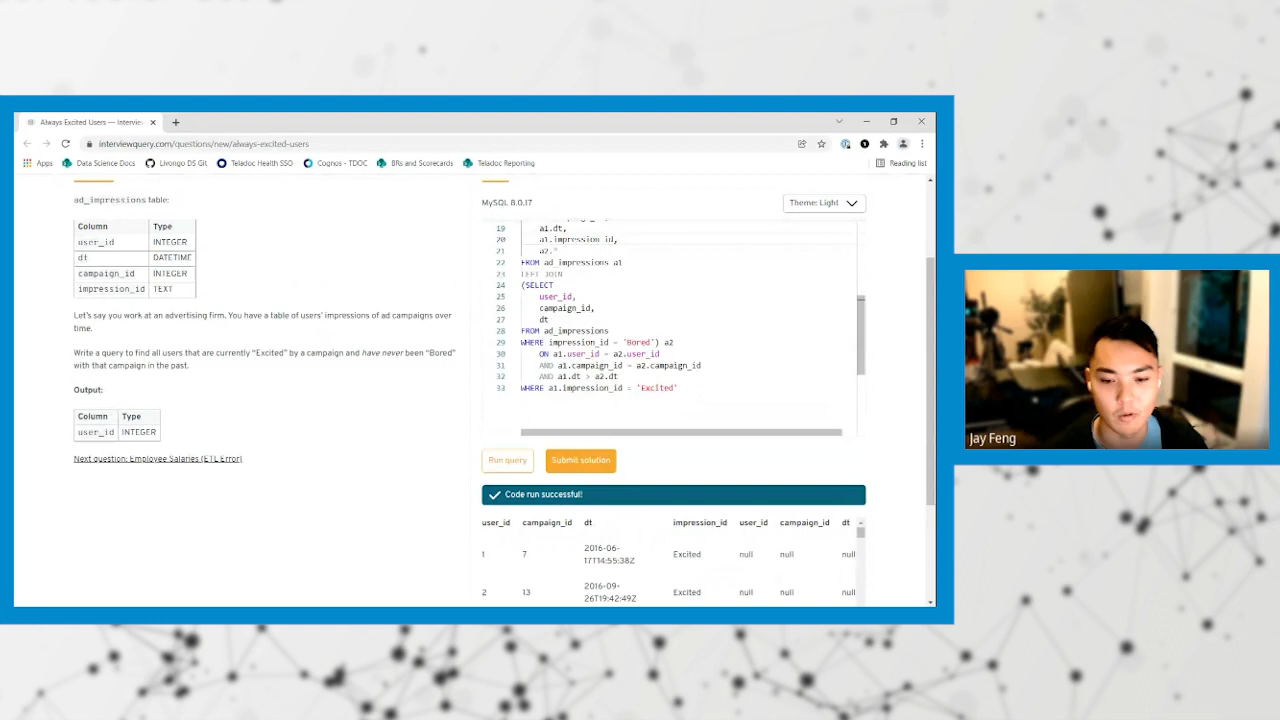 Always Excited Users — Interview
interviewquery.com/questions/new/always-excited-users
Apps Data Science Docs Livongo DS Git Teladoc Health SSO Cognos - TDOC BRs and Scorecards Teladoc Reporting Reading list
ad_impressions table:
Column Type
user_id INTEGER
dt DATETIME
campaign_id INTEGER
impression_id TEXT
Let's say you work at an advertising firm. You have a table of users' impressions of ad campaigns over
time.
Write a query to find all users that are currently "Excited" by a campaign and have never been "Bored"
with that campaign in the past.
Output:
Column Type
user_id INTEGER
Next question: Employee Salaries (ETL Error)
MySQL 8.0.17
Theme: Light
19 a1.dt,
20 a1.impression_id,
21 a2.*
22 FROM ad_impressions a1
23 LEFT JOIN
24 (SELECT
25 user_id,
26 campaign_id,
27 dt
28 FROM ad_impressions
29 WHERE impression_id = 'Bored') a2
30 ON a1.user_id = a2.user_id
31 AND a1.campaign_id = a2.campaign_id
32 AND a1.dt > a2.dt
33 WHERE a1.impression_id = 'Excited'
Run query Submit solution
Code run successful!
user_id campaign_id dt impression_id user_id campaign_id dt
1 7 2016-06-
17T14:55:38Z Excited null null null
2 13 2016-09-
26T19:42:49Z Excited null null null
Jay Feng